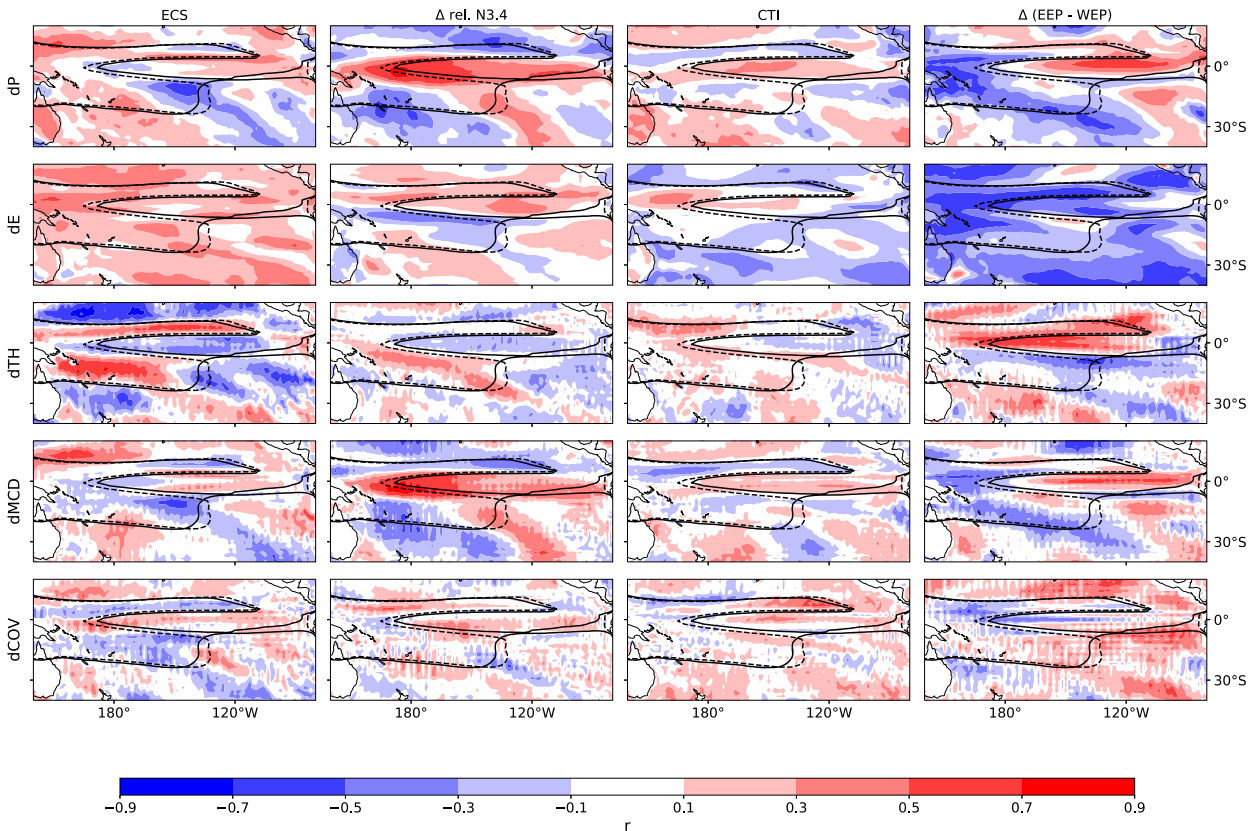 ECS Δ rel. N3.4 CTI Δ (EEP - WEP)
dP 0°
30°S
dE 0°
30°S
dTH 0°
30°S
dMCD 0°
30°S
dCOV 0°
30°S
180° 120°W 180° 120°W 180° 120°W 180° 120°W
−0.9 −0.7 −0.5 −0.3 −0.1 0.1 0.3 0.5 0.7 0.9
r